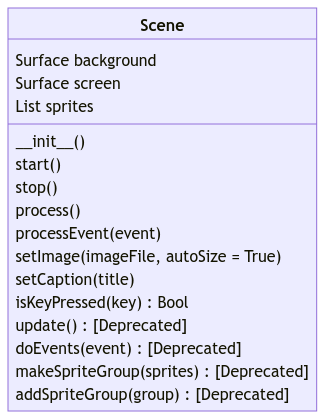 Scene
Surface background
Surface screen
List sprites
__init__()
start()
stop()
process()
processEvent(event)
setImage(imageFile, autoSize = True)
setCaption(title)
isKeyPressed(key) : Bool
update() : [Deprecated]
doEvents(event) : [Deprecated]
makeSpriteGroup(sprites) : [Deprecated]
addSpriteGroup(group) : [Deprecated]